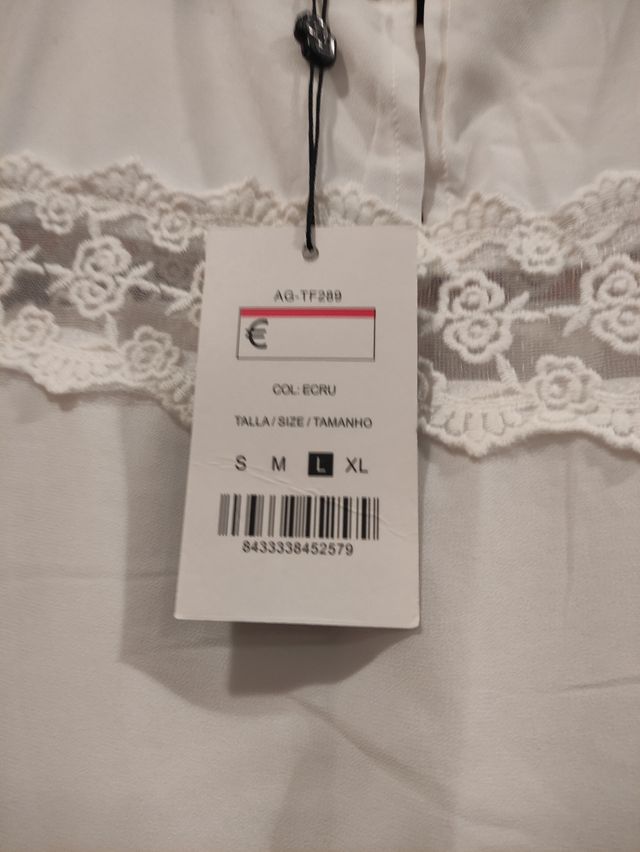 AG-TF289
€
COL: ECRU
TALLA / SIZE / TAMANHO
S M L XL
8433338452579